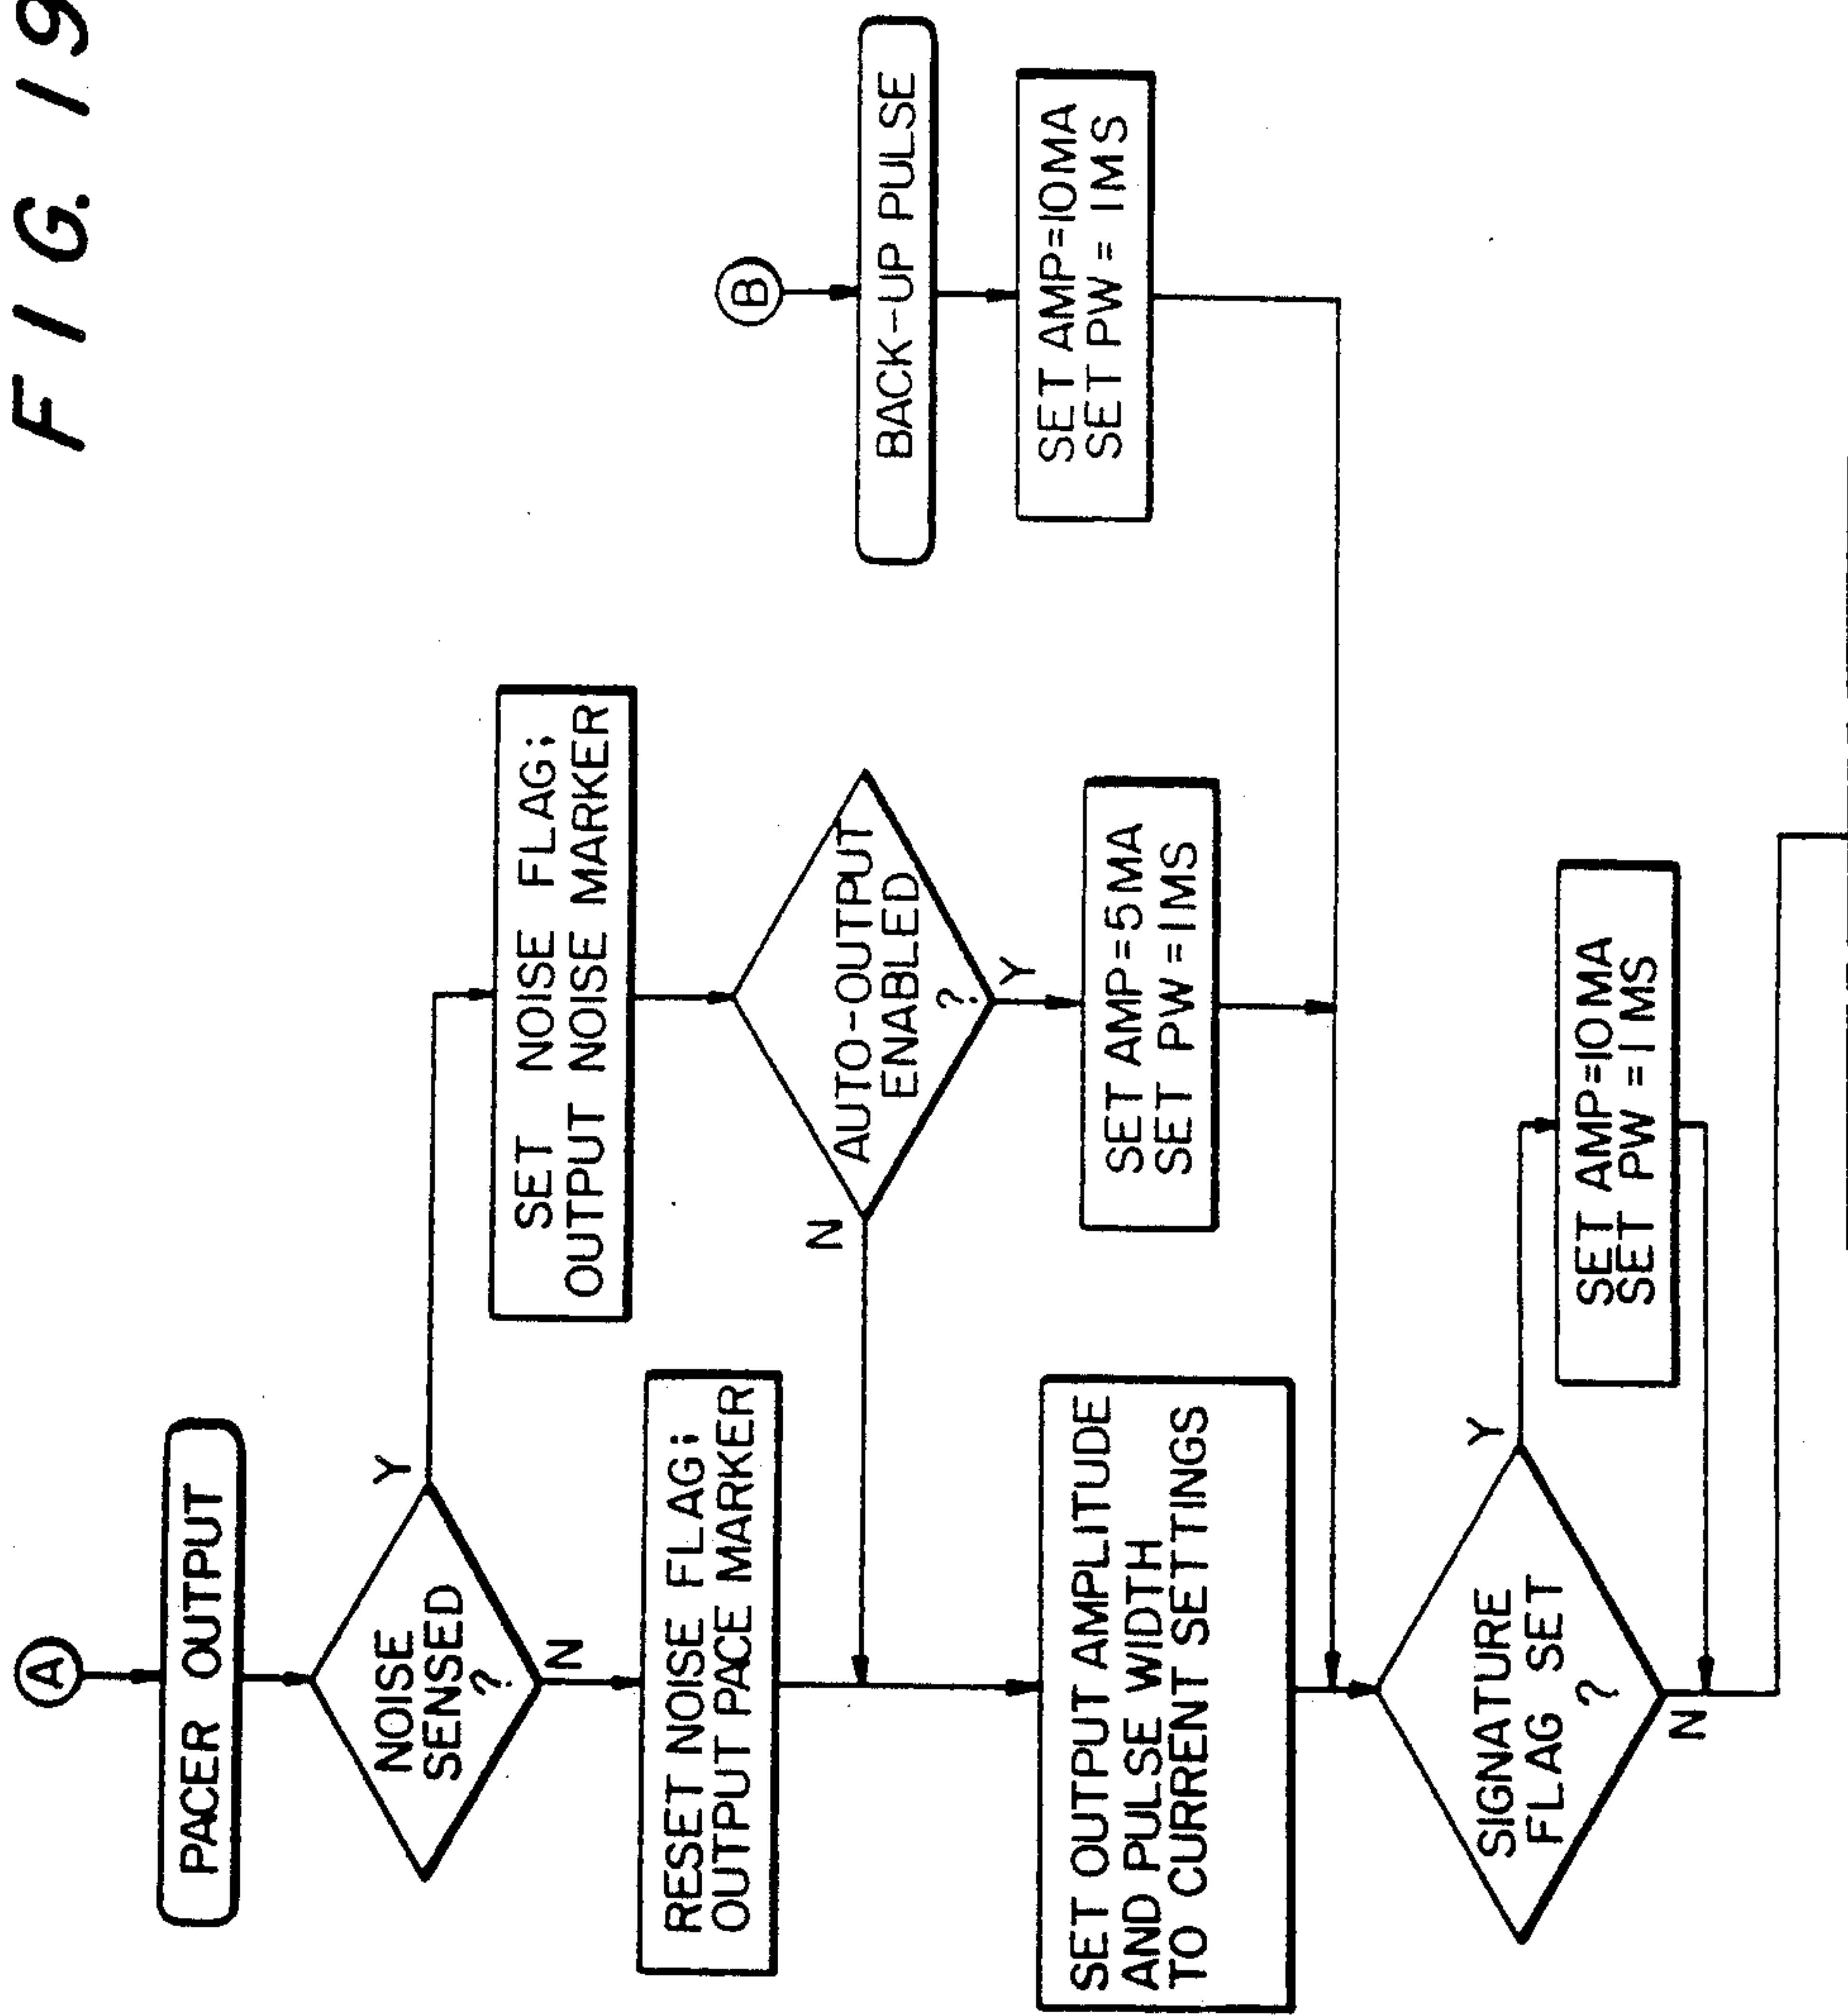 FIG. 19
A
PACER OUTPUT
NOISE
SENSED
?
Y
N
SET NOISE FLAG;
OUTPUT NOISE MARKER
RESET NOISE FLAG;
OUTPUT PACE MARKER
AUTO-OUTPUT
ENABLED
?
N
Y
B
BACK-UP PULSE
SET AMP=10MA
SET PW = 1MS
SET AMP=5MA
SET PW =1MS
SET OUTPUT AMPLITUDE
AND PULSE WIDTH
TO CURRENT SETTINGS
SIGNATURE
FLAG SET
?
Y
N
SET AMP=10MA
SET PW =1MS